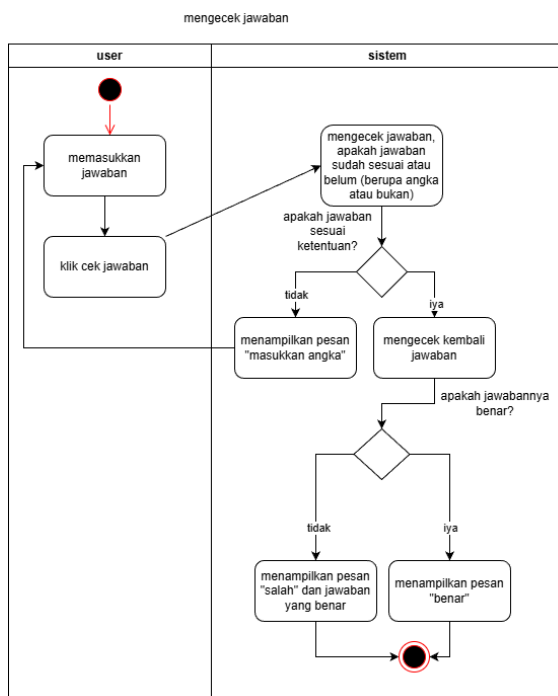 mengecek jawaban
user
sistem
memasukkan
jawaban
klik cek jawaban
mengecek jawaban,
apakah jawaban
sudah sesuai atau
belum (berupa angka
atau bukan)
apakah jawaban
sesuai
ketentuan?
tidak
iya
menampilkan pesan
"masukkan angka"
mengecek kembali
jawaban
apakah jawabannya
benar?
tidak
iya
menampilkan pesan
"salah" dan jawaban
yang benar
menampilkan pesan
"benar"